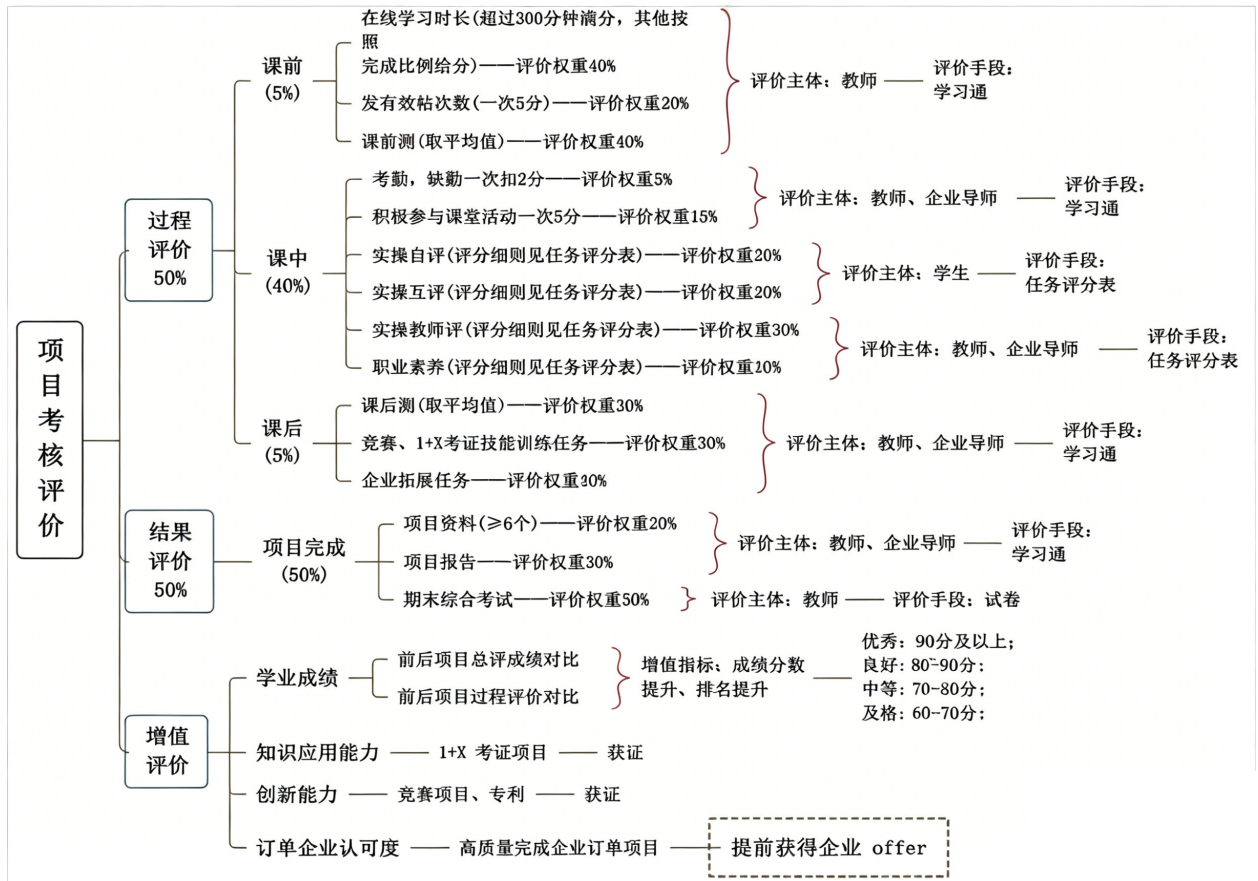 项目考核评价
过程
评价
50%
课前
(5%)
在线学习时长(超过300分钟满分，其他按
照
完成比例给分)——评价权重40%
发有效帖次数(一次5分)——评价权重20%
课前测(取平均值)——评价权重40%
评价主体：教师
评价手段：
学习通
课中
(40%)
考勤，缺勤一次扣2分——评价权重5%
积极参与课堂活动一次5分——评价权重15%
评价主体：教师、企业导师
评价手段：
学习通
实操自评(评分细则见任务评分表)——评价权重20%
实操互评(评分细则见任务评分表)——评价权重20%
评价主体：学生
评价手段：
任务评分表
实操教师评(评分细则见任务评分表)——评价权重30%
职业素养(评分细则见任务评分表)——评价权重
评价主体：教师、企业导师
评价手段：
任务评分表
课后
(5%)
课后测(取平均值)——评价权重30%
竞赛、1+X考证技能训练任务——评价权重30%
企业拓展任务——评价权重
评价主体：教师、企业导师
评价手段：
学习通
结果
评价
50%
项目完成
(50%)
项目资料(≥6个)——评价权重20%
项目报告——评价权重30%
评价主体：教师、企业导师
评价手段：
学习通
期末综合考试——评价权重50%
评价主体：教师
评价手段：试卷
增值
评价
学业成绩
前后项目总评成绩对比
前后项目过程评价对比
增值指标：成绩分数
提升、排名提升
优秀：90分及以上；
良好：80-90分；
中等：70-80分；
及格：60-70分；
知识应用能力
1+X 考证项目
获证
创新能力
竞赛项目、专利
获证
订单企业认可度
高质量完成企业订单项目
提前获得企业 offer